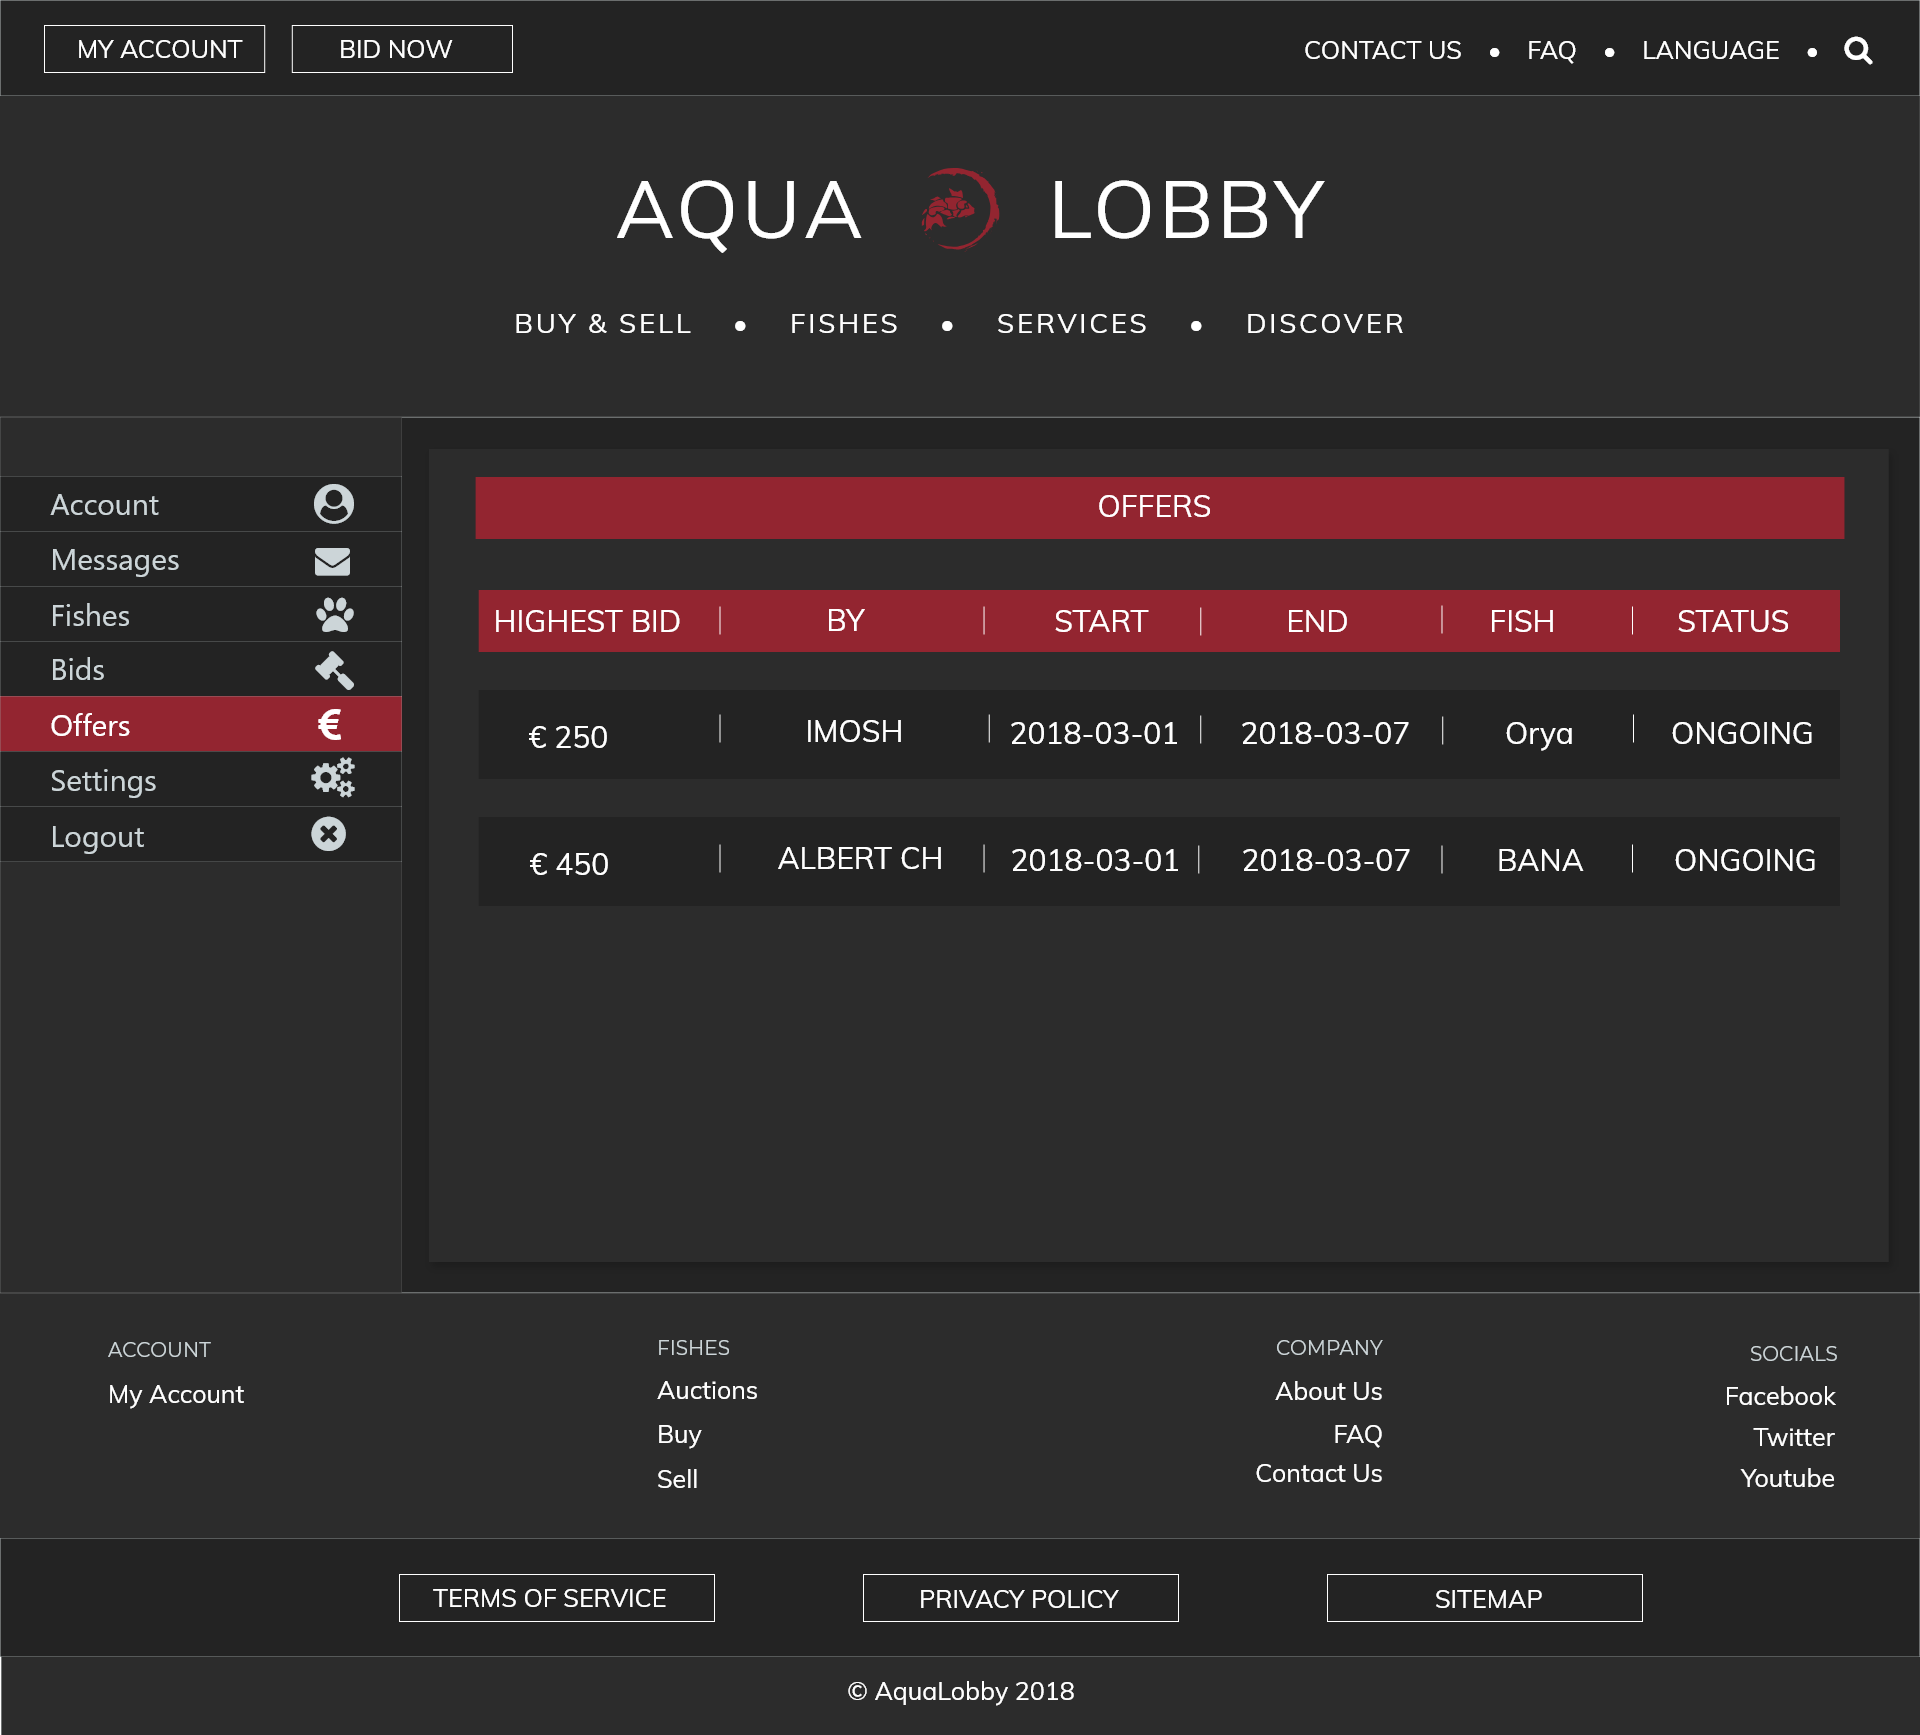 MY ACCOUNT BID NOW CONTACT US • FAQ • LANGUAGE •
AQUA LOBBY
BUY & SELL • FISHES • SERVICES • DISCOVER
Account
Messages
Fishes
Bids
Offers €
Settings
Logout
OFFERS
HIGHEST BID | BY | START | END | FISH | STATUS
€ 250 | IMOSH | 2018-03-01 | 2018-03-07 | Orya | ONGOING
€ 450 | ALBERT CH | 2018-03-01 | 2018-03-07 | BANA | ONGOING
ACCOUNT
My Account
FISHES
Auctions
Buy
Sell
COMPANY
About Us
FAQ
Contact Us
SOCIALS
Facebook
Twitter
Youtube
TERMS OF SERVICE PRIVACY POLICY SITEMAP
© AquaLobby 2018